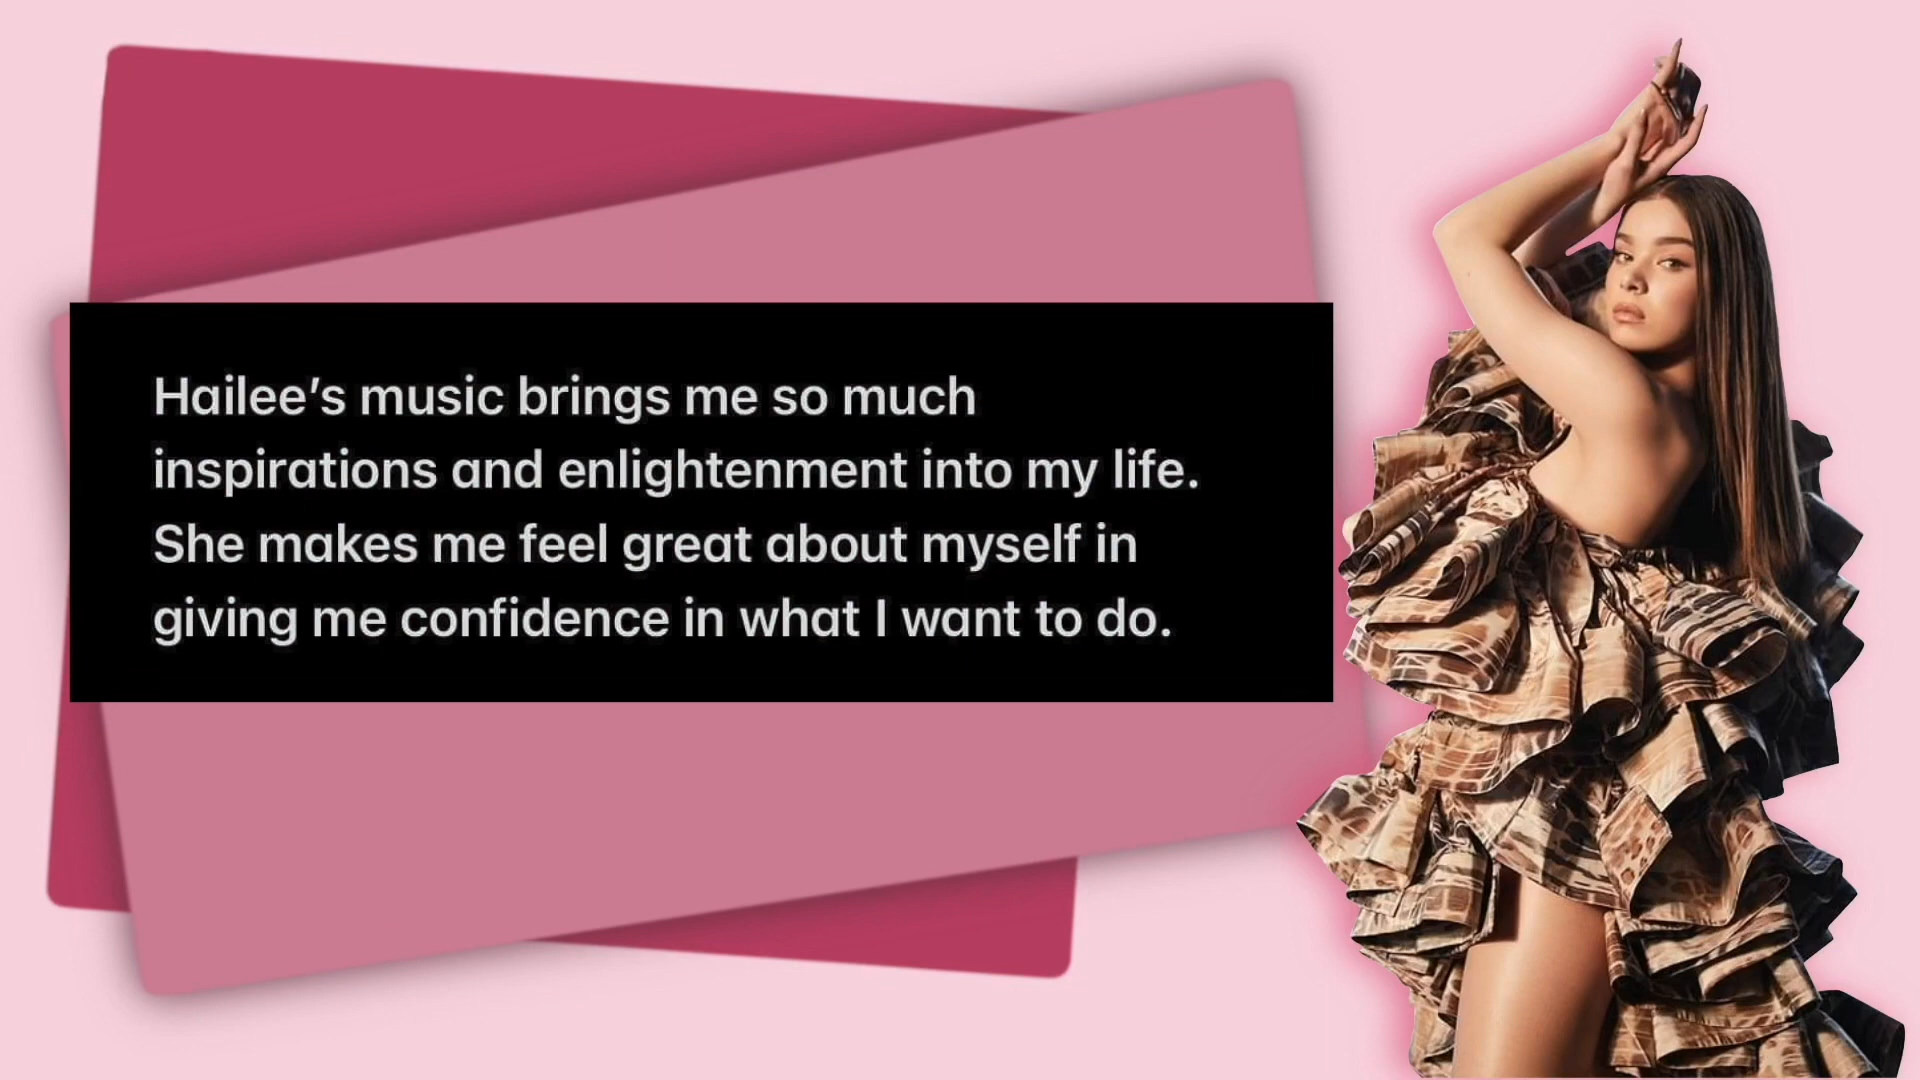 Hailee’s music brings me so much
inspirations and enlightenment into my life.
She makes me feel great about myself in
giving me confidence in what I want to do.